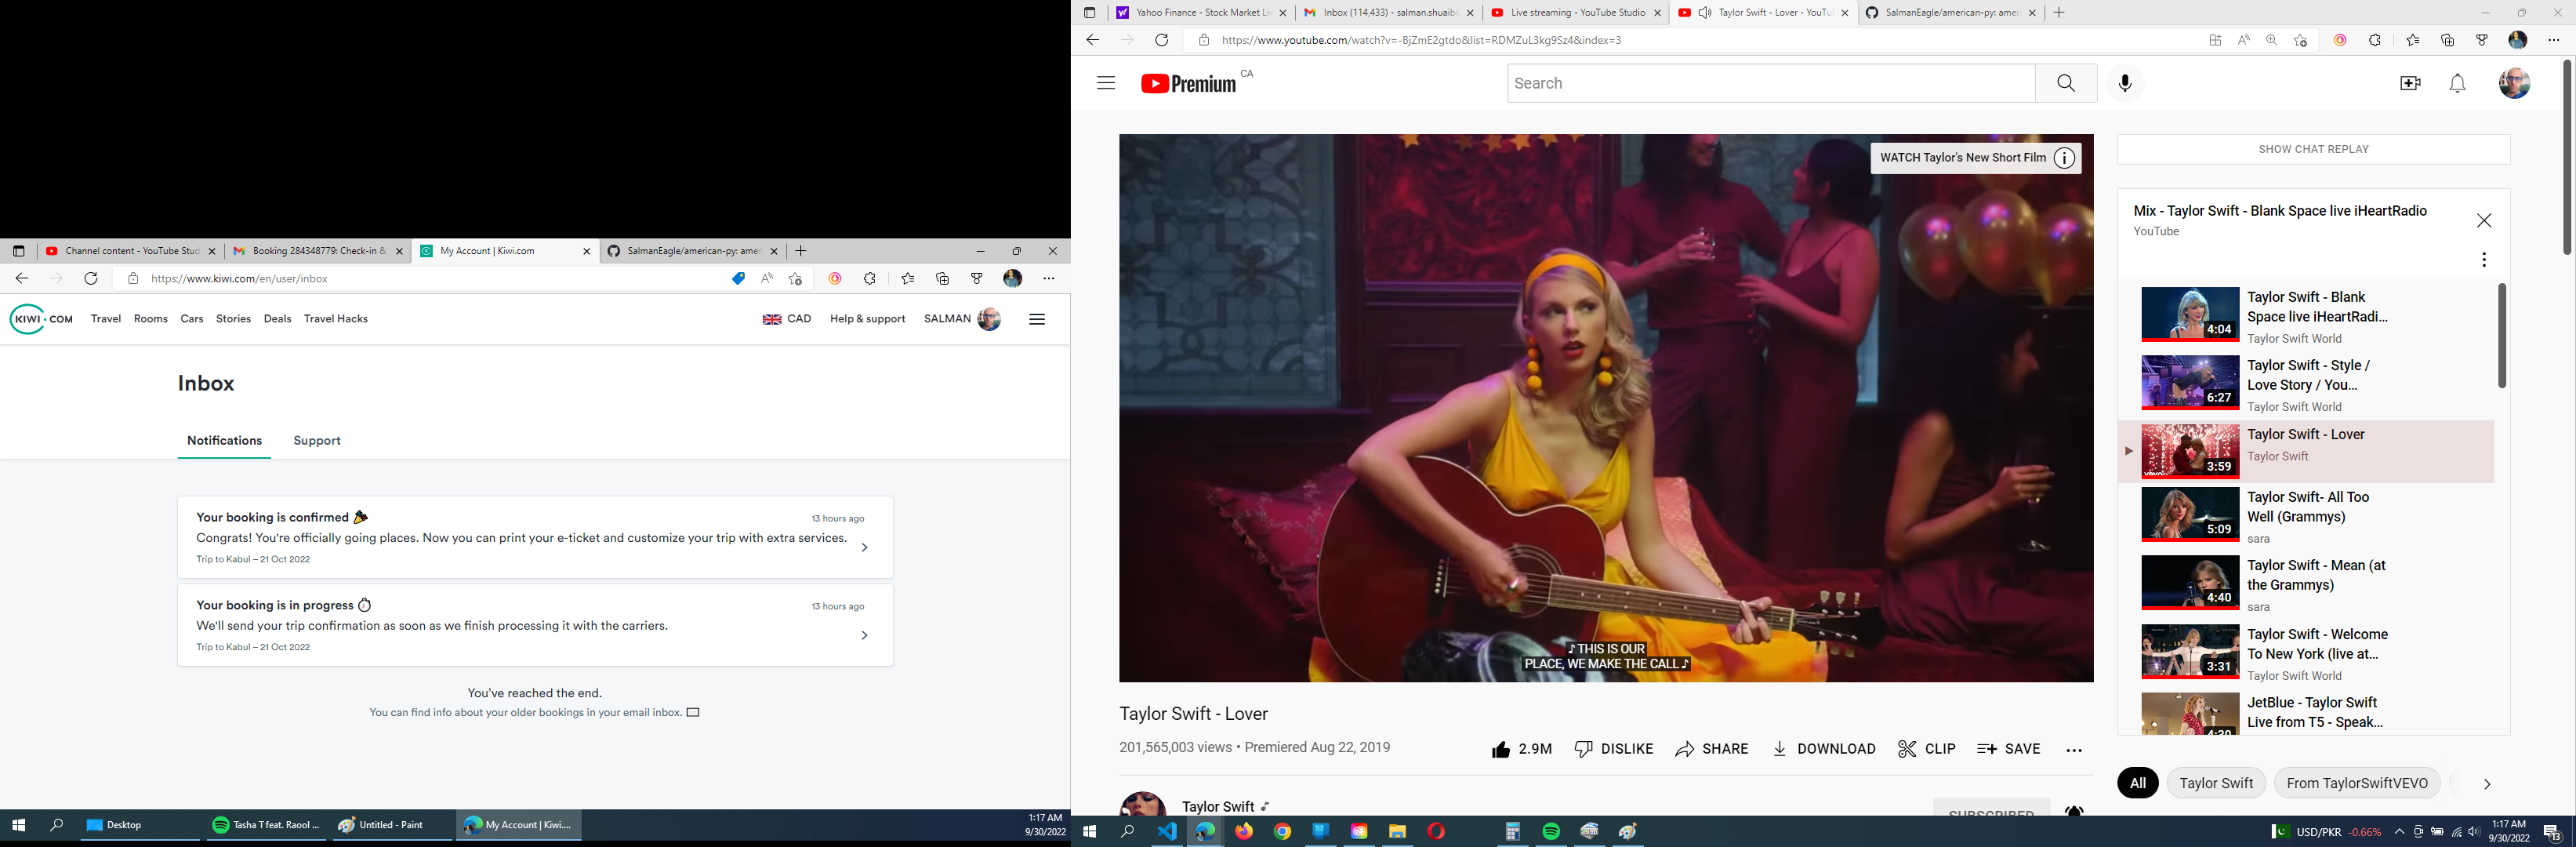 Channel content - YouTube Stud
Booking 284348779: Check-in &
My Account | Kiwi.com
SalmanEagle/american-py: amer
https://www.kiwi.com/en/user/inbox
KIWI.COM
Travel
Rooms
Cars
Stories
Deals
Travel Hacks
CAD
Help & support
SALMAN
Inbox
Notifications
Support
Your booking is confirmed
13 hours ago
Congrats! You're officially going places. Now you can print your e-ticket and customize your trip with extra services.
Trip to Kabul – 21 Oct 2022
Your booking is in progress
13 hours ago
We'll send your trip confirmation as soon as we finish processing it with the carriers.
Trip to Kabul – 21 Oct 2022
You've reached the end.
You can find info about your older bookings in your email inbox.
Desktop
Tasha T feat. Raool ...
Untitled - Paint
My Account | Kiwi....
1:17 AM
9/30/2022
Yahoo Finance - Stock Market Li
Inbox (114,433) - salman.shuaib
Live streaming - YouTube Studio
Taylor Swift - Lover - YouTu
SalmanEagle/american-py: amer
https://www.youtube.com/watch?v=-BjZmE2gtdo&list=RDMZuL3kg9Sz4&index=3
Premium CA
Search
WATCH Taylor's New Short Film
♪ THIS IS OUR
PLACE, WE MAKE THE CALL ♪
Taylor Swift - Lover
201,565,003 views • Premiered Aug 22, 2019
2.9M
DISLIKE
SHARE
DOWNLOAD
CLIP
SAVE
Taylor Swift
SUBSCRIBED
SHOW CHAT REPLAY
Mix - Taylor Swift - Blank Space live iHeartRadio
YouTube
4:04
Taylor Swift - Blank
Space live iHeartRadi...
Taylor Swift World
6:27
Taylor Swift - Style /
Love Story / You...
Taylor Swift World
vevo
3:59
Taylor Swift - Lover
Taylor Swift
5:09
Taylor Swift- All Too
Well (Grammys)
sara
4:40
Taylor Swift - Mean (at
the Grammys)
sara
3:31
Taylor Swift - Welcome
To New York (live at...
Taylor Swift World
4:30
JetBlue - Taylor Swift
Live from T5 - Speak...
All
Taylor Swift
From TaylorSwiftVEVO
USD/PKR -0.66%
1:17 AM
9/30/2022
13